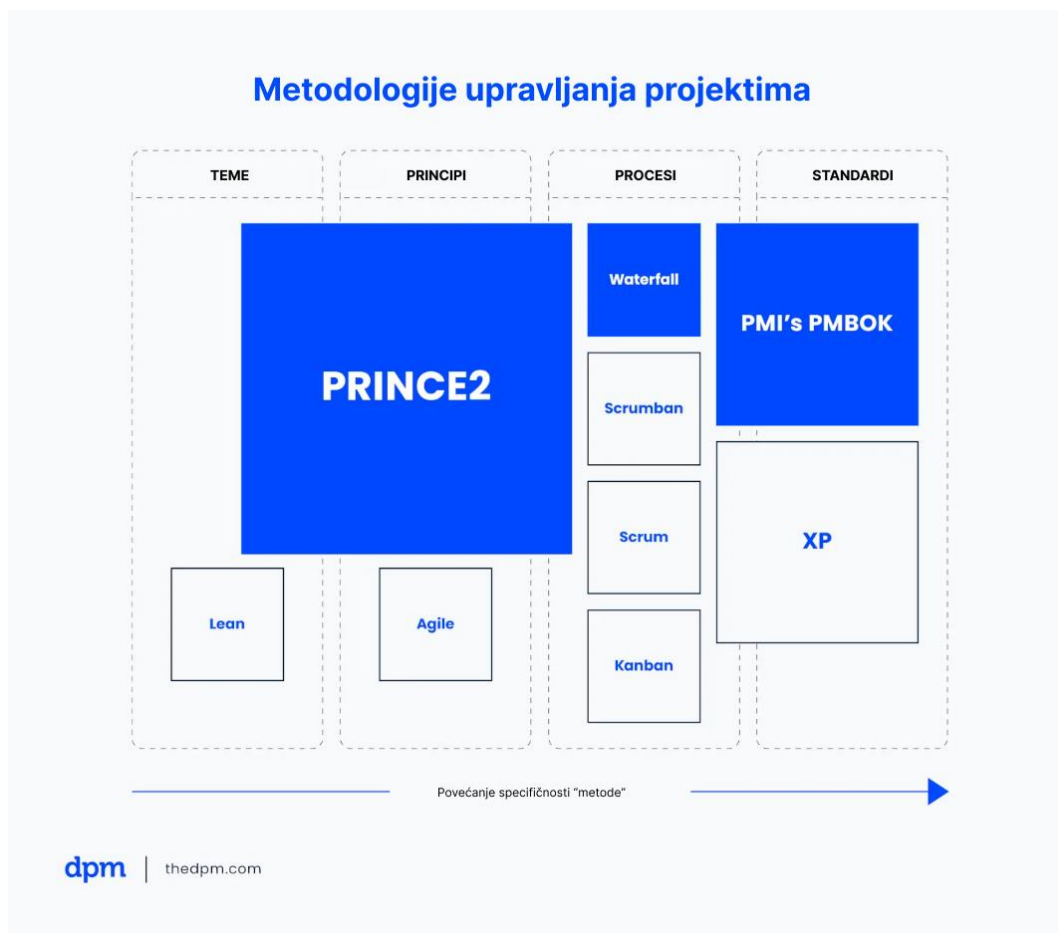 Metodologije upravljanja projektima
TEME
PRINCIPI
PROCESI
STANDARDI
PRINCE2
Waterfall
PMI’s PMBOK
Scrumban
Scrum
XP
Lean
Agile
Kanban
Povećanje specifičnosti “metode”
dpm | thedpm.com